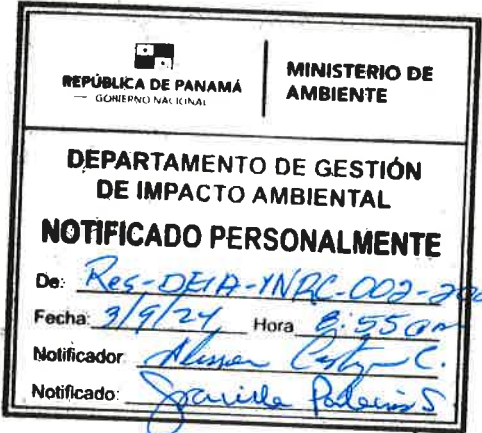 REPÚBLICA DE PANAMÁ
— GOBIERNO NACIONAL —
MINISTERIO DE
AMBIENTE
DEPARTAMENTO DE GESTIÓN
DE IMPACTO AMBIENTAL
NOTIFICADO PERSONALMENTE
De: Res-DEIA-YNRC-002-20
Fecha: 3/9/24 Hora 8:55 am
Notificador
Notificado: